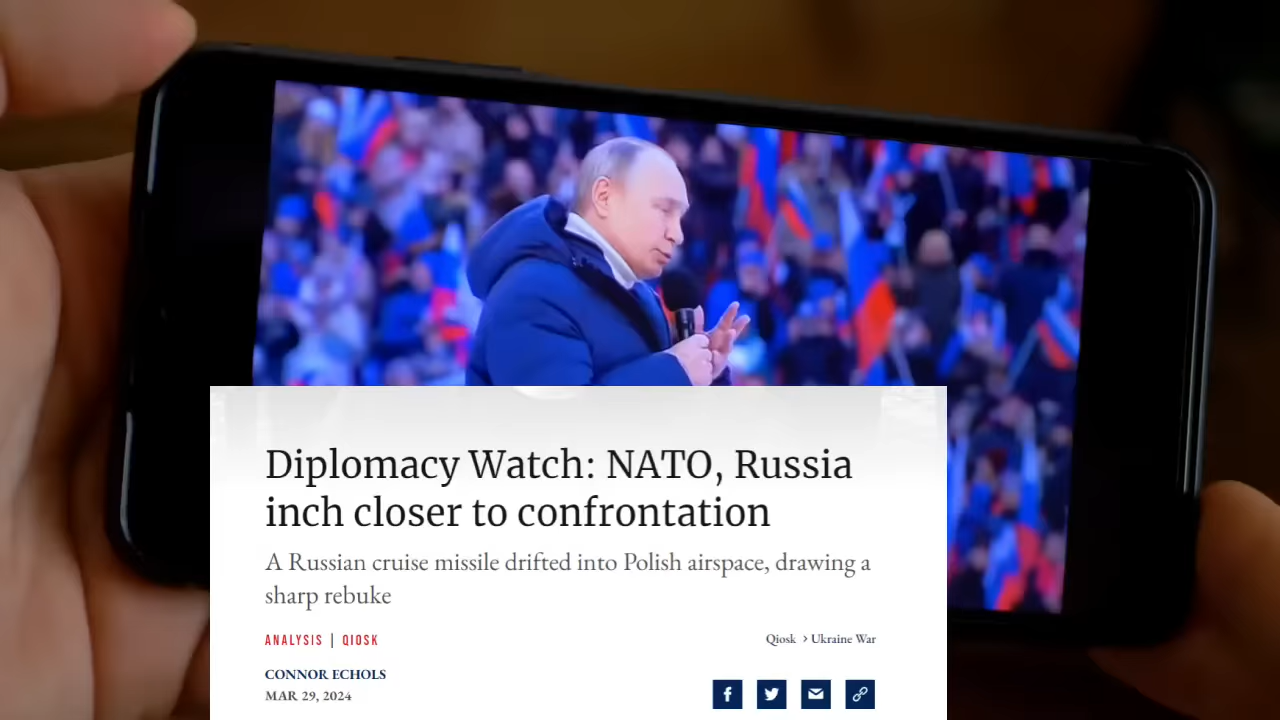 Diplomacy Watch: NATO, Russia
inch closer to confrontation
A Russian cruise missile drifted into Polish airspace, drawing a
sharp rebuke
ANALYSIS | QIOSK
Qiosk > Ukraine War
CONNOR ECHOLS
MAR 29, 2024